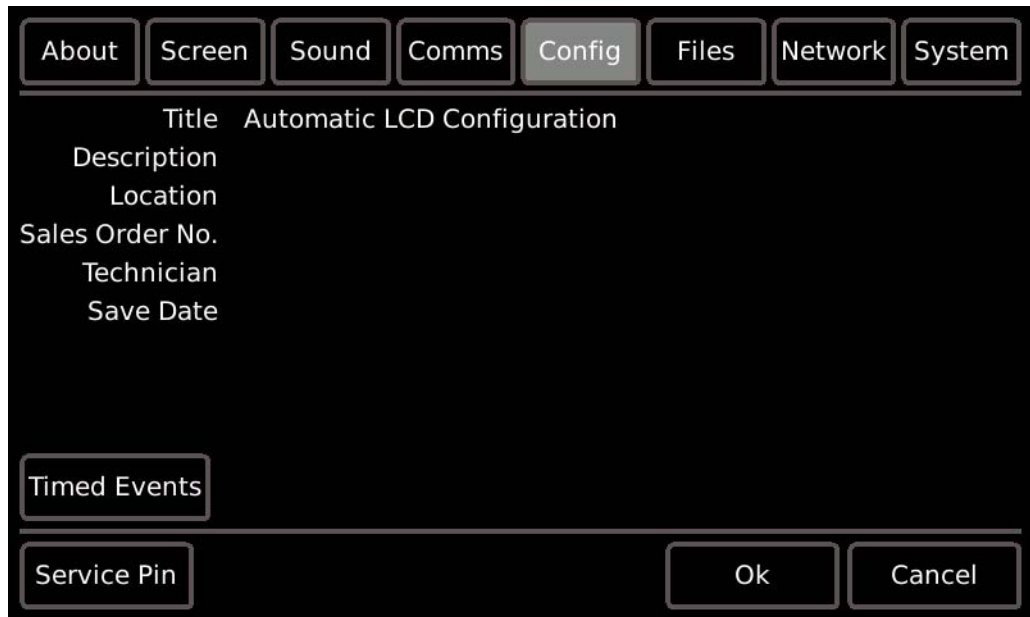 About Screen Sound Comms Config Files Network System
Title Automatic LCD Configuration
Description
Location
Sales Order No.
Technician
Save Date
Timed Events
Service Pin Ok Cancel